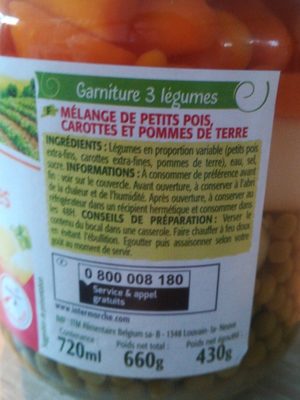 Garniture 3 légumes
MÉLANGE DE PETITS POIS,
CAROTTES ET POMMES DE TERRE
INGRÉDIENTS : Légumes en proportion variable (petits pois
extra-fins, carottes extra-fines, pommes de terre), eau, sel,
sucre. INFORMATIONS : À consommer de préférence avant
fin : voir sur le couvercle. Avant ouverture, à conserver à l'abri
de la chaleur et de l'humidité. Après ouverture, à conserver au
réfrigérateur dans un récipient hermétique et consommer dans
les 48H. CONSEILS DE PRÉPARATION : Verser le
contenu du bocal dans une casserole. Faire chauffer à feu doux
en évitant l'ébullition. Egoutter puis assaisonner selon votre
goût au moment de servir.
0 800 008 180
Service & appel
gratuits
www.intermarche.com
IMP : ITM Alimentaire Belgium sa- B - 1348 Louvain- la- Neuve
Contenance :
720ml
Poids net total :
660g
Poids net égoutté :
430g